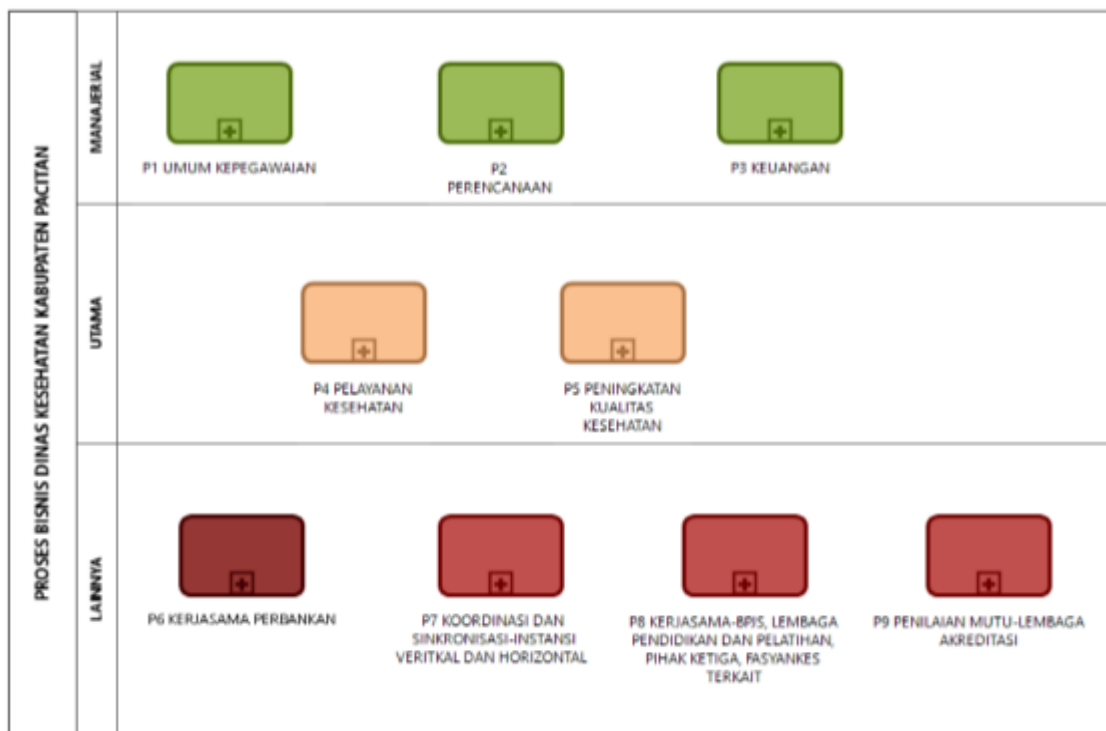 PROSES BISNIS DINAS KESEHATAN KABUPATEN PACITAN
MANAJERIAL
P1 UMUM KEPEGAWAIAN
P2
PERENCANAAN
P3 KEUANGAN
UTAMA
P4 PELAYANAN
KESEHATAN
P5 PENINGKATAN
KUALITAS
KESEHATAN
LAINNYA
P6 KERJASAMA PERBANKAN
P7 KOORDINASI DAN
SINKRONISASI-INSTANSI
VERITKAL DAN HORIZONTAL
P8 KERJASAMA-BPJS, LEMBAGA
PENDIDIKAN DAN PELATIHAN,
PIHAK KETIGA, FASYANKES
TERKAIT
P9 PENILAIAN MUTU-LEMBAGA
AKREDITASI